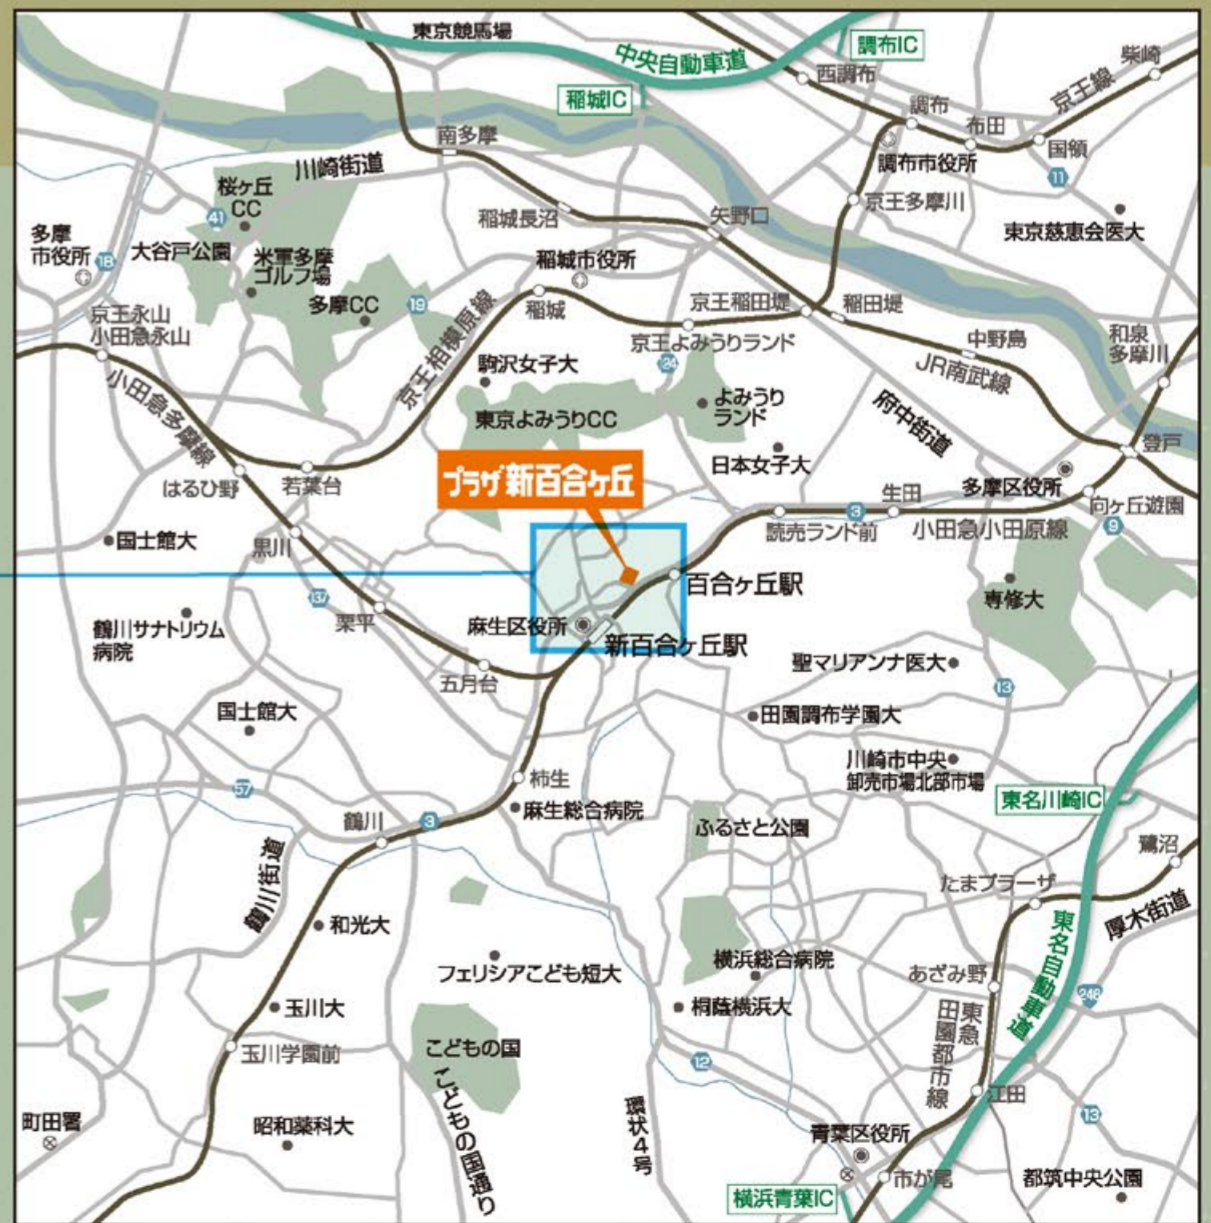 東京競馬場
中央自動車道
調布IC
稲城IC
西調布
柴崎
京王線
調布
布田
国領
調布市役所
11
南多摩
川崎街道
桜ヶ丘
CC
41
京王多摩川
稲城長沼
矢野口
東京慈恵会医大
多摩
市役所
18
大谷戸公園
米軍多摩
ゴルフ場
稲城市役所
多摩CC
19
稲城
京王稲田堤
稲田堤
京王永山
小田急永山
京王相模原線
京王よみうりランド
中野島
和泉
多摩川
JR南武線
24
駒沢女子大
小田急多摩線
東京よみうりCC
よみうり
ランド
府中街道
登戸
日本女子大
プラザ新百合ヶ丘
はるひ野
若葉台
生田
多摩区役所
3
向ヶ丘遊園
読売ランド前
小田急小田原線
9
国士舘大
黒川
百合ヶ丘駅
専修大
137
栗平
鶴川サナトリウム
病院
麻生区役所
新百合ヶ丘駅
聖マリアンナ医大
五月台
13
国士舘大
田園調布学園大
川崎市中央
卸売市場北部市場
柿生
57
東名川崎IC
麻生総合病院
鶴川
3
ふるさと公園
鷺沼
鶴川街道
たまプラーザ
厚木街道
和光大
東名自動車道
横浜総合病院
フェリシアこども短大
あざみ野
246
玉川大
桐蔭横浜大
東急
田園都市線
玉川学園前
こどもの国
12
こどもの国通り
江田
環状4号
13
町田署
昭和薬科大
青葉区役所
市が尾
都筑中央公園
横浜青葉IC